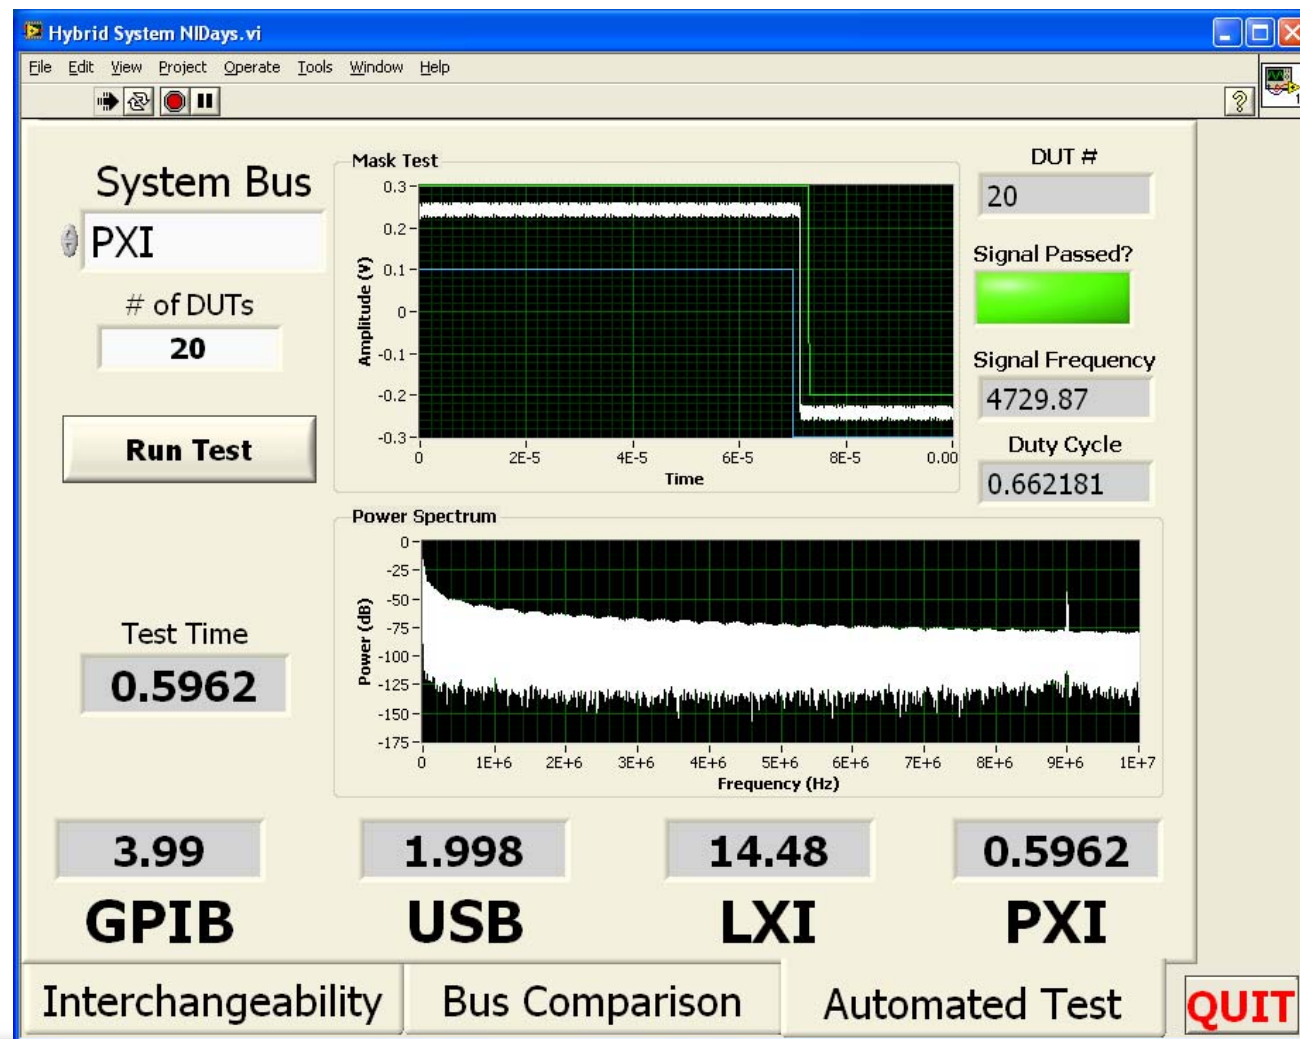 Hybrid System NIDays.vi
File Edit View Project Operate Tools Window Help
System Bus
PXI
# of DUTs
20
Run Test
Test Time
0.5962
Mask Test
0.3
0.2
0.1
0
-0.1
-0.2
-0.3
Amplitude (V)
0 2E-5 4E-5 6E-5 8E-5 0.00
Time
DUT #
20
Signal Passed?
Signal Frequency
4729.87
Duty Cycle
0.662181
Power Spectrum
0
-25
-50
-75
-100
-125
-150
-175
Power (dB)
0 1E+6 2E+6 3E+6 4E+6 5E+6 6E+6 7E+6 8E+6 9E+6 1E+7
Frequency (Hz)
3.99 1.998 14.48 0.5962
GPIB USB LXI PXI
Interchangeability Bus Comparison Automated Test QUIT